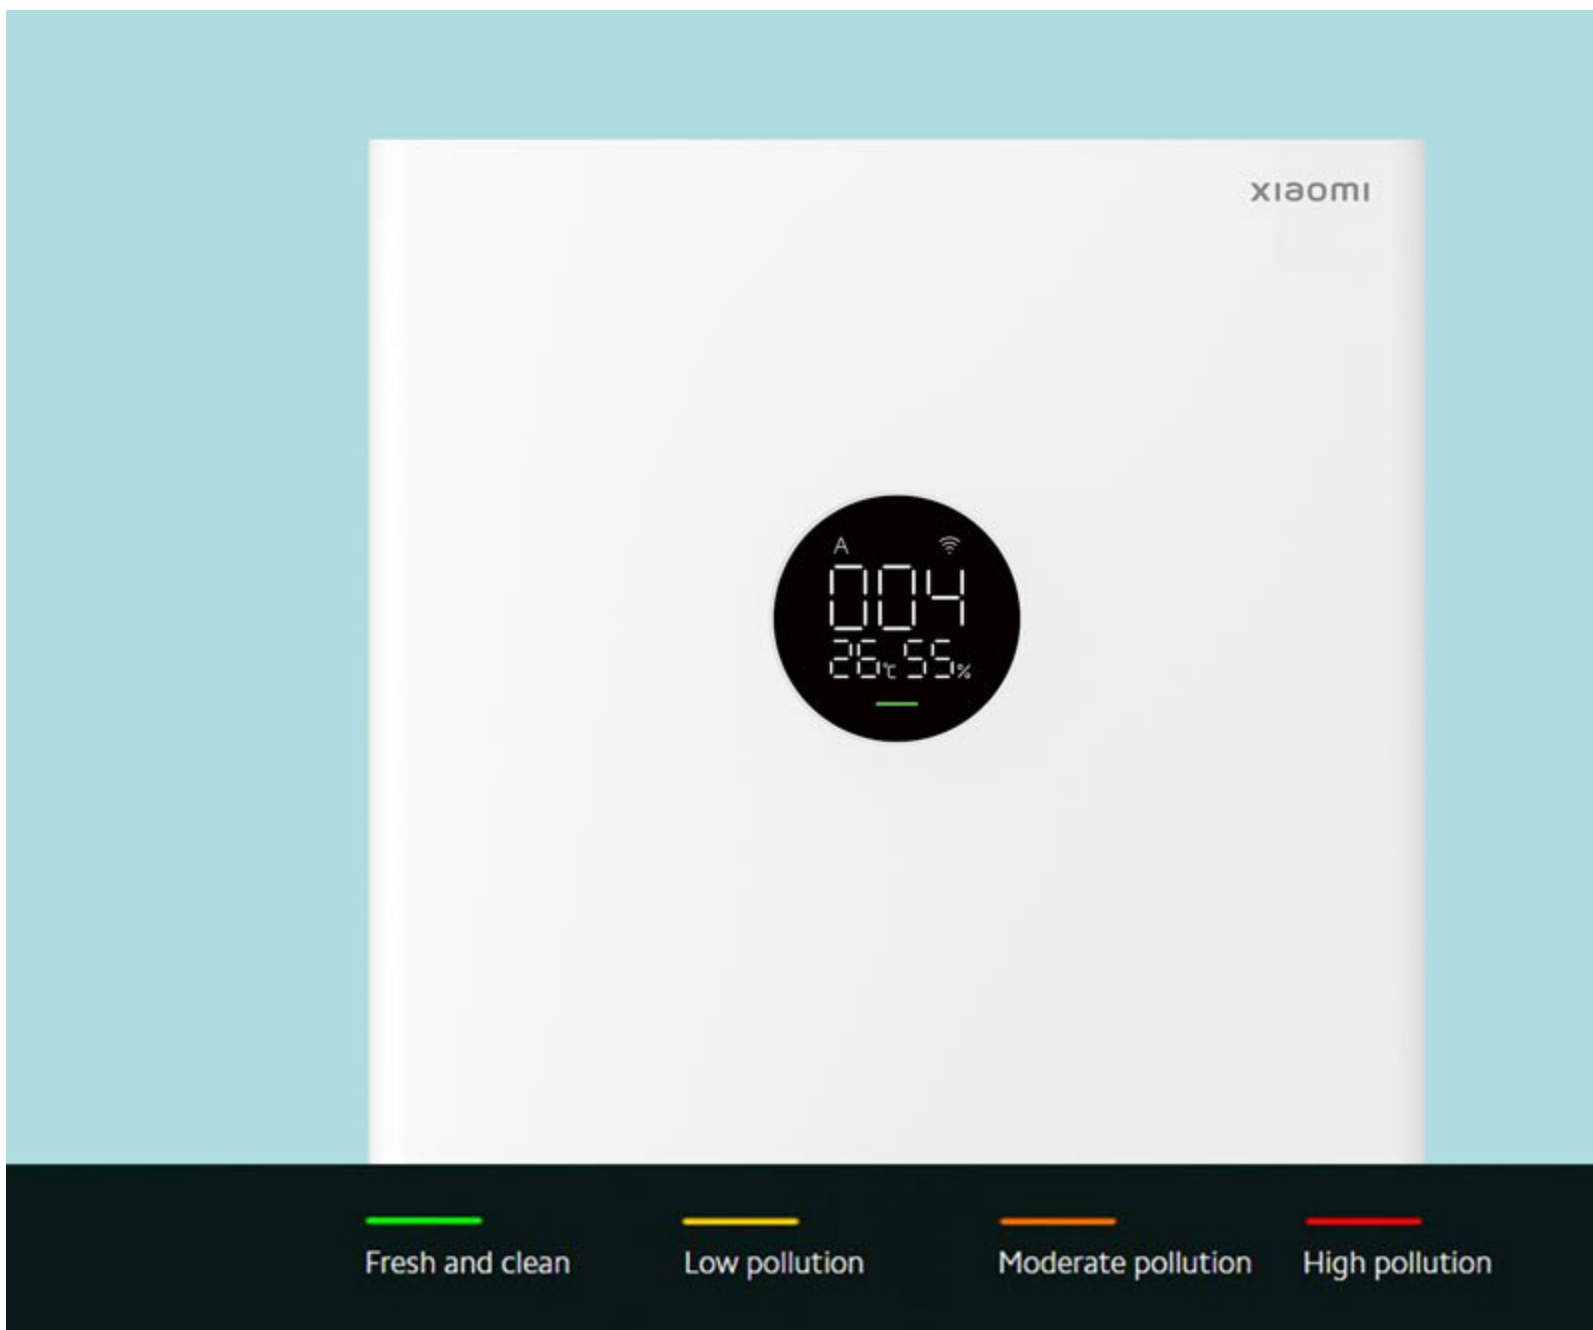 xiaomi
A
004
26℃ 55%
Fresh and clean
Low pollution
Moderate pollution
High pollution